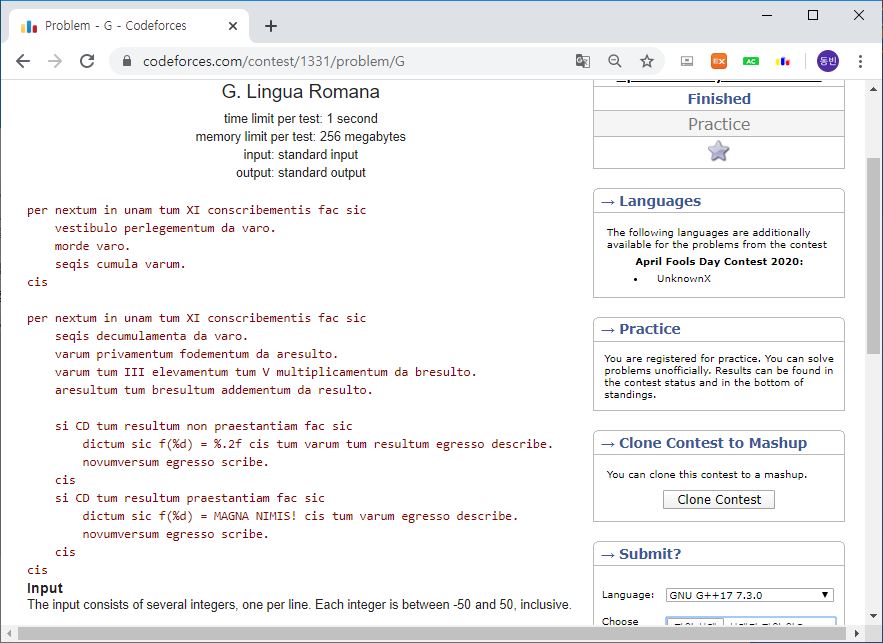 Problem - G - Codeforces
codeforces.com/contest/1331/problem/G
EX
AC
동빈
G. Lingua Romana
time limit per test: 1 second
memory limit per test: 256 megabytes
input: standard input
output: standard output
per nextum in unam tum XI conscribementis fac sic
vestibulo perlegementum da varo.
morde varo.
seqis cumula varum.
cis
per nextum in unam tum XI conscribementis fac sic
seqis decumulamenta da varo.
varum privamentum fodementum da aresulto.
varum tum III elevamentum tum V multiplicamentum da bresulto.
aresultum tum bresultum addementum da resulto.
si CD tum resultum non praestantiam fac sic
dictum sic f(%d) = %.2f cis tum varum tum resultum egresso describe.
novumversum egresso scribe.
cis
si CD tum resultum praestantiam fac sic
dictum sic f(%d) = MAGNA NIMIS! cis tum varum egresso describe.
novumversum egresso scribe.
cis
cis
Input
The input consists of several integers, one per line. Each integer is between -50 and 50, inclusive.
Finished
Practice
→ Languages
The following languages are additionally
available for the problems from the contest
April Fools Day Contest 2020:
• UnknownX
→ Practice
You are registered for practice. You can solve
problems unofficially. Results can be found in
the contest status and in the bottom of
standings.
→ Clone Contest to Mashup
You can clone this contest to a mashup.
Clone Contest
→ Submit?
Language: GNU G++17 7.3.0
Choose